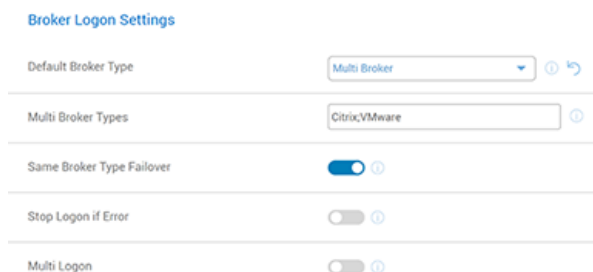 Broker Logon Settings
Default Broker Type
Multi Broker
Multi Broker Types
Citrix;VMware
Same Broker Type Failover
Stop Logon if Error
Multi Logon